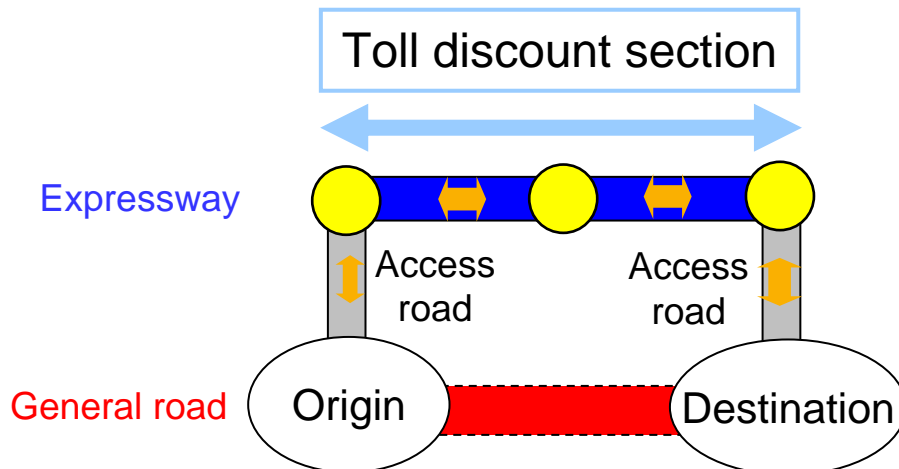 Toll discount section
Expressway
Access
road
Access
road
General road
Origin
Destination